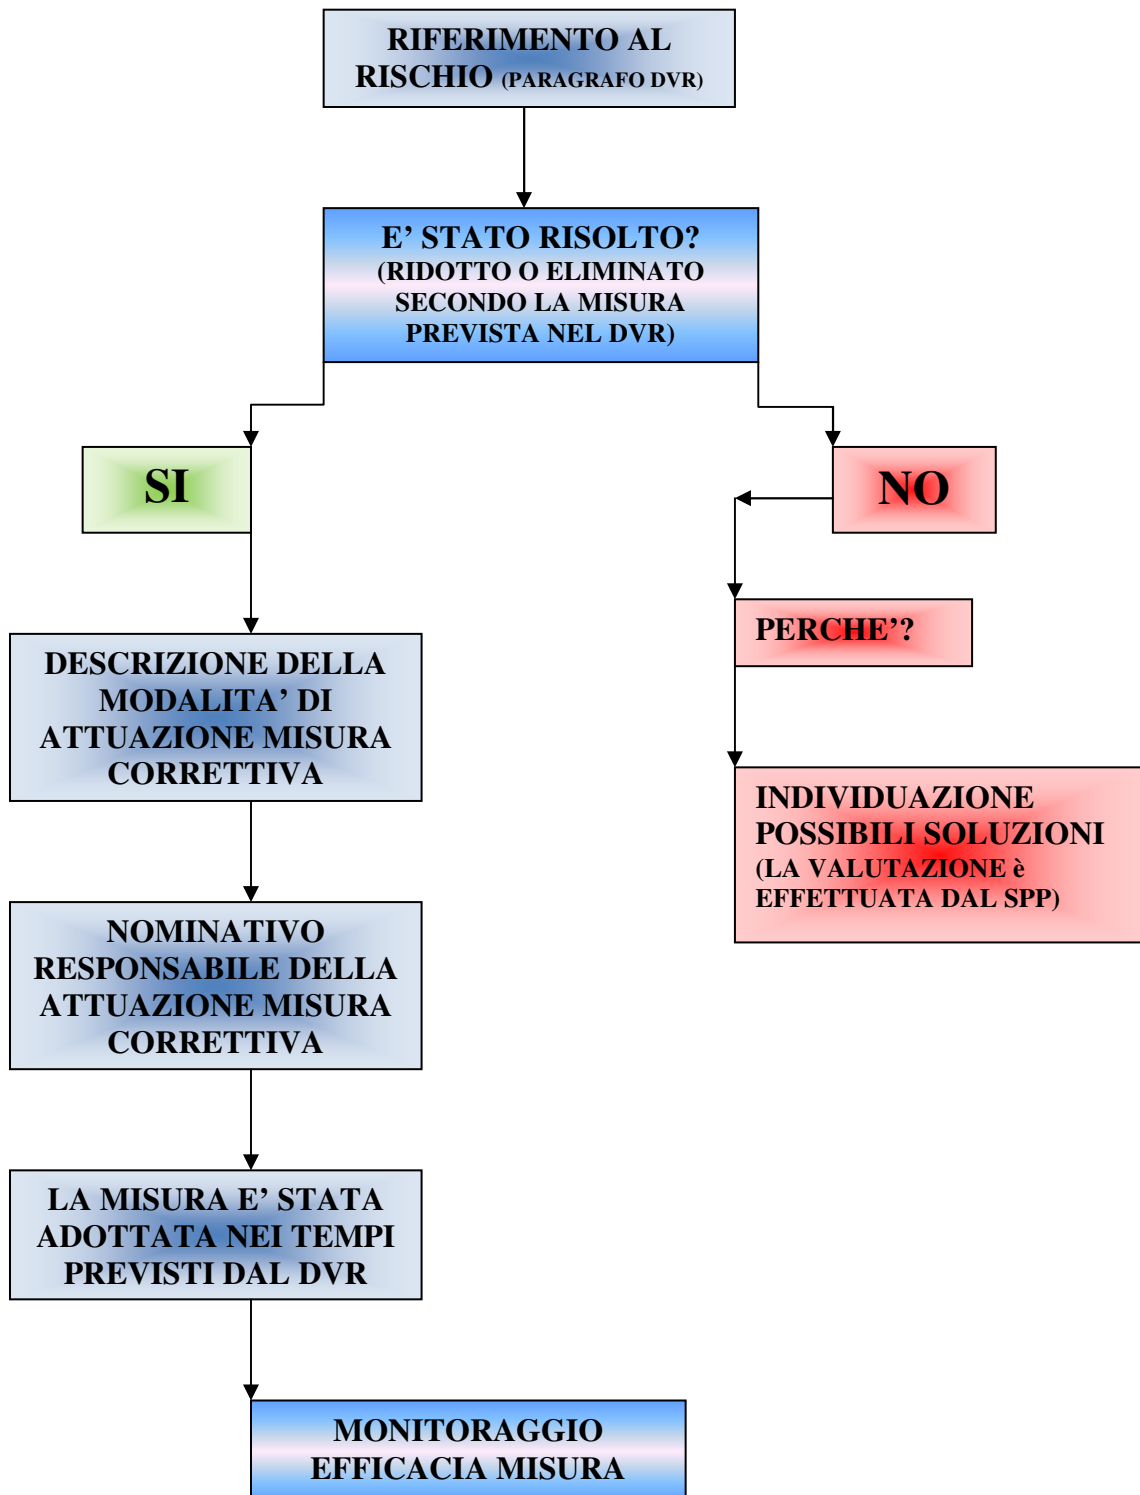 RIFERIMENTO AL
RISCHIO (PARAGRAFO DVR)
E’ STATO RISOLTO?
(RIDOTTO O ELIMINATO
SECONDO LA MISURA
PREVISTA NEL DVR)
SI
NO
PERCHE’?
DESCRIZIONE DELLA
MODALITA’ DI
ATTUAZIONE MISURA
CORRETTIVA
INDIVIDUAZIONE
POSSIBILI SOLUZIONI
(LA VALUTAZIONE è
EFFETTUATA DAL SPP)
NOMINATIVO
RESPONSABILE DELLA
ATTUAZIONE MISURA
CORRETTIVA
LA MISURA E’ STATA
ADOTTATA NEI TEMPI
PREVISTI DAL DVR
MONITORAGGIO
EFFICACIA MISURA